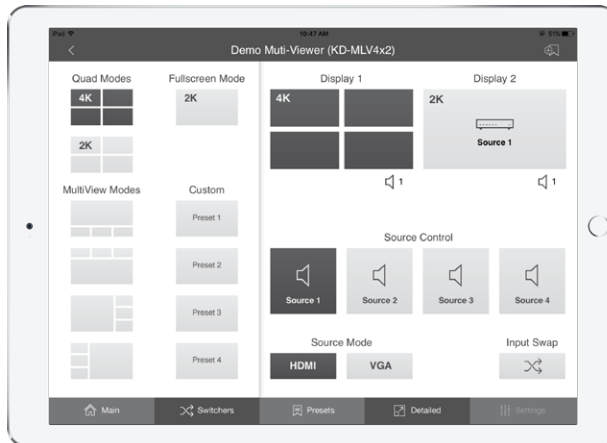 iPad
10:47 AM
51%
Demo Muti-Viewer (KD-MLV4x2)
Quad Modes
Fullscreen Mode
4K
2K
2K
MultiView Modes
Custom
Preset 1
Preset 2
Preset 3
Preset 4
Display 1
Display 2
4K
2K
Source 1
1
1
Source Control
Source 1
Source 2
Source 3
Source 4
Source Mode
Input Swap
HDMI
VGA
Main
Switchers
Presets
Detailed
Settings